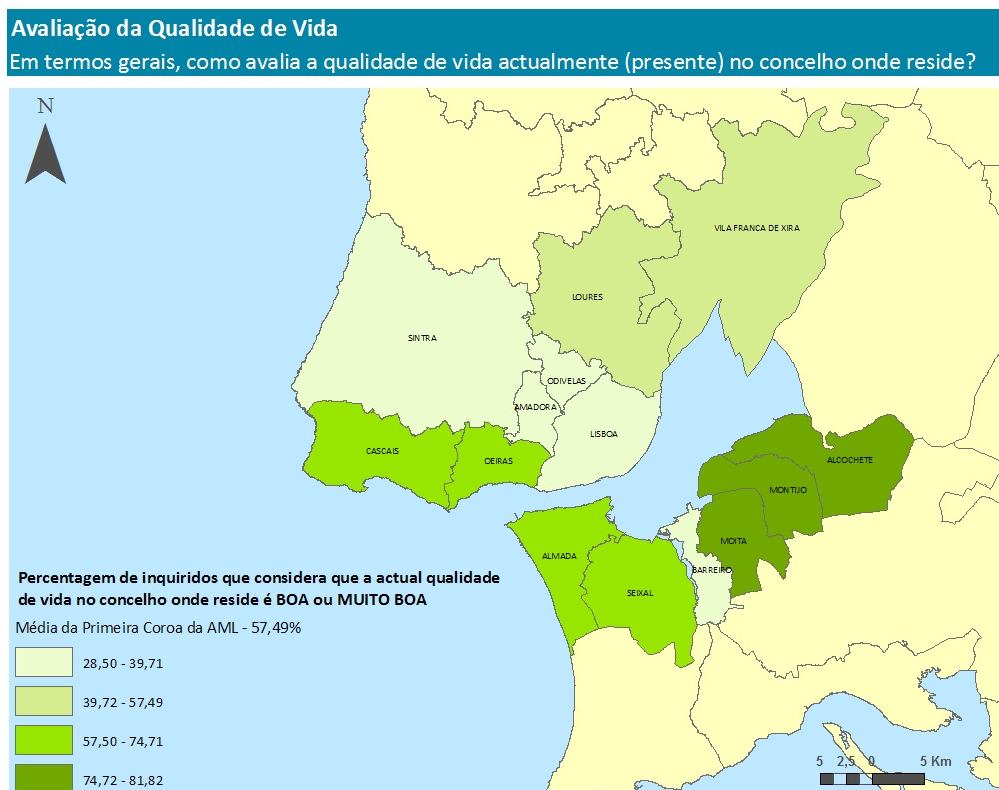 Avaliação da Qualidade de Vida
Em termos gerais, como avalia a qualidade de vida actualmente (presente) no concelho onde reside?
N
VILA FRANCA DE XIRA
LOURES
SINTRA
ODIVELAS
AMADORA
LISBOA
CASCAIS
OEIRAS
ALCOCHETE
MONTIJO
MOITA
ALMADA
BARREIRO
SEIXAL
Percentagem de inquiridos que considera que a actual qualidade
de vida no concelho onde reside é BOA ou MUITO BOA
Média da Primeira Coroa da AML - 57,49%
28,50 - 39,71
39,72 - 57,49
57,50 - 74,71
74,72 - 81,82
5 2,5 0 5 Km